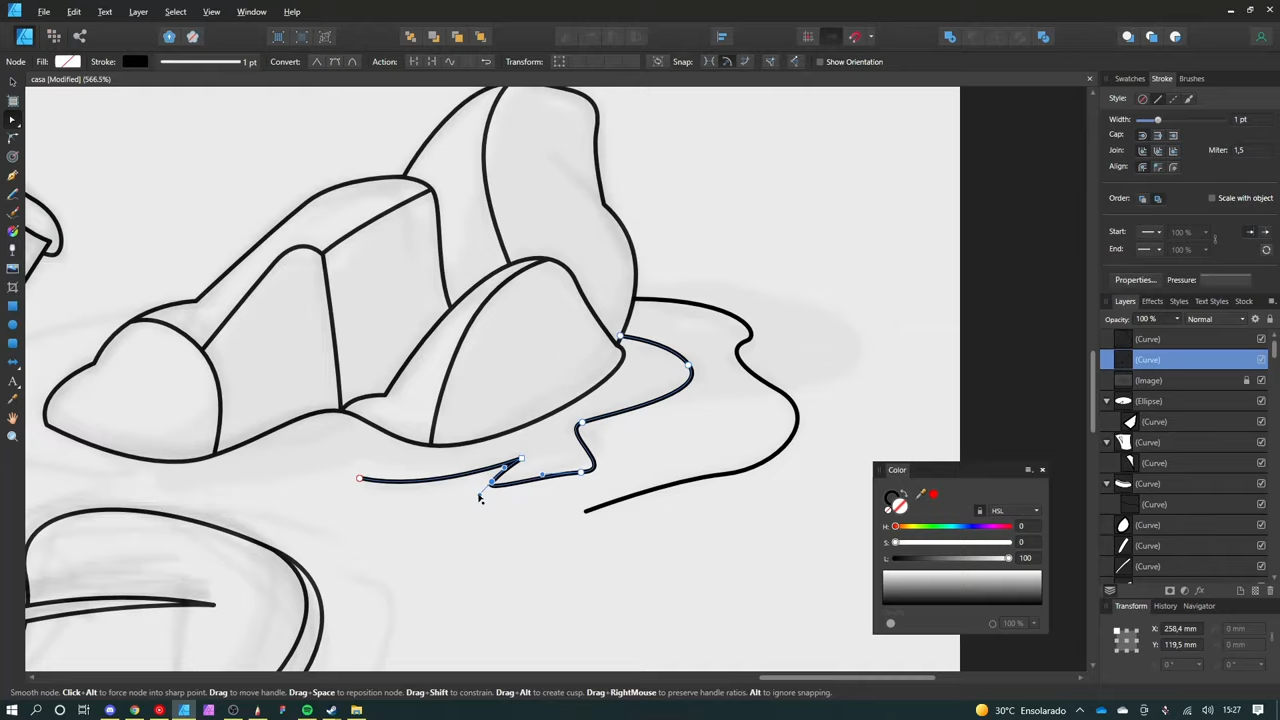 File Edit Text Layer Select View Window Help
Node Fill: Stroke: 1 pt Convert: Action: Transform: Snap: Show Orientation
casa [Modified] (566.5%)
Swatches Stroke Brushes
Style:
Width: 1 pt
Cap:
Join: Miter: 1,5
Align:
Order: Scale with object
Start: 100 %
End: 100 %
Properties... Pressure:
Layers Effects Styles Text Styles Stock
Opacity: 100 % Normal
(Curve)
(Curve)
(Image)
(Ellipse)
(Curve)
(Curve)
(Curve)
(Curve)
(Curve)
(Curve)
(Curve)
(Curve)
Color
HSL
H: 0
S: 0
L: 100
Opacity
100 %
Transform History Navigator
X: 258,4 mm 0 mm
Y: 119,5 mm 0 mm
0 ° 0 °
Smooth node. Click+Alt to force node into sharp point. Drag to move handle. Drag+Space to reposition node. Drag+Shift to constrain. Drag+Alt to create cusp. Drag+RightMouse to preserve handle ratios. Alt to ignore snapping.
30°C Ensolarado 15:27